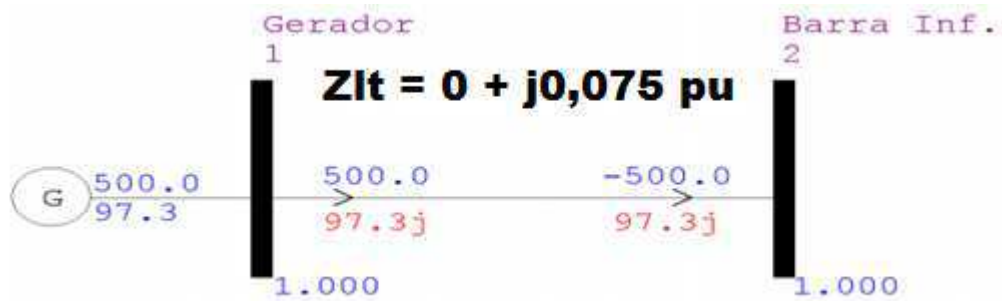 Gerador
1
Barra Inf.
2
Zlt = 0 + j0,075 pu
G
500.0
97.3
500.0
97.3j
-500.0
97.3j
1.000
1.000